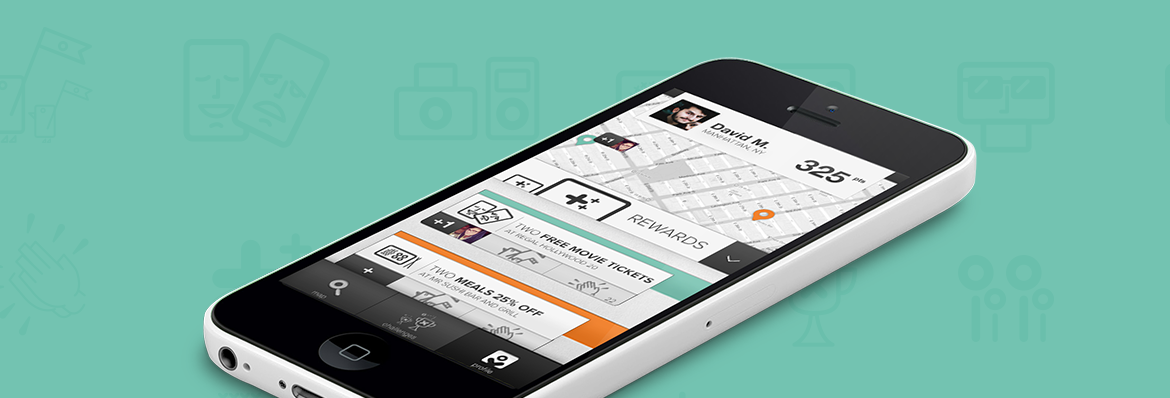 David M.
MANHATTAN, NY
325 pts
+1
REWARDS
TWO FREE MOVIE TICKETS
AT REGAL HOLLYWOOD 20
+1
22
TWO MEALS 25% OFF
AT MR SUSHI BAR AND GRILL
map
challenges
profile